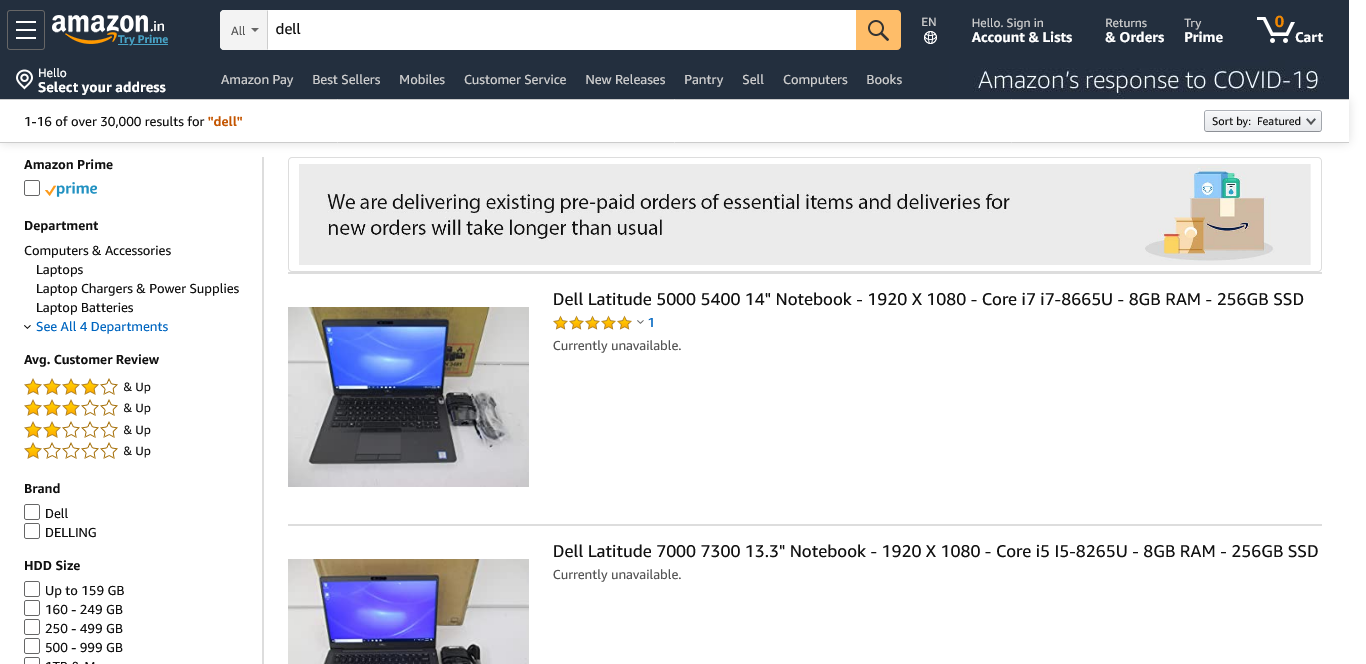 amazon.in
Try Prime
All
dell
EN
Hello. Sign in
Account & Lists
Returns
& Orders
Try
Prime
0
Cart
Hello
Select your address
Amazon Pay
Best Sellers
Mobiles
Customer Service
New Releases
Pantry
Sell
Computers
Books
Amazon's response to COVID-19
1-16 of over 30,000 results for "dell"
Sort by: Featured
Amazon Prime
prime
Department
Computers & Accessories
Laptops
Laptop Chargers & Power Supplies
Laptop Batteries
See All 4 Departments
Avg. Customer Review
& Up
& Up
& Up
& Up
Brand
Dell
DELLING
HDD Size
Up to 159 GB
160 - 249 GB
250 - 499 GB
500 - 999 GB
We are delivering existing pre-paid orders of essential items and deliveries for
new orders will take longer than usual
Dell Latitude 5000 5400 14" Notebook - 1920 X 1080 - Core i7 i7-8665U - 8GB RAM - 256GB SSD
1
Currently unavailable.
Dell Latitude 7000 7300 13.3" Notebook - 1920 X 1080 - Core i5 I5-8265U - 8GB RAM - 256GB SSD
Currently unavailable.